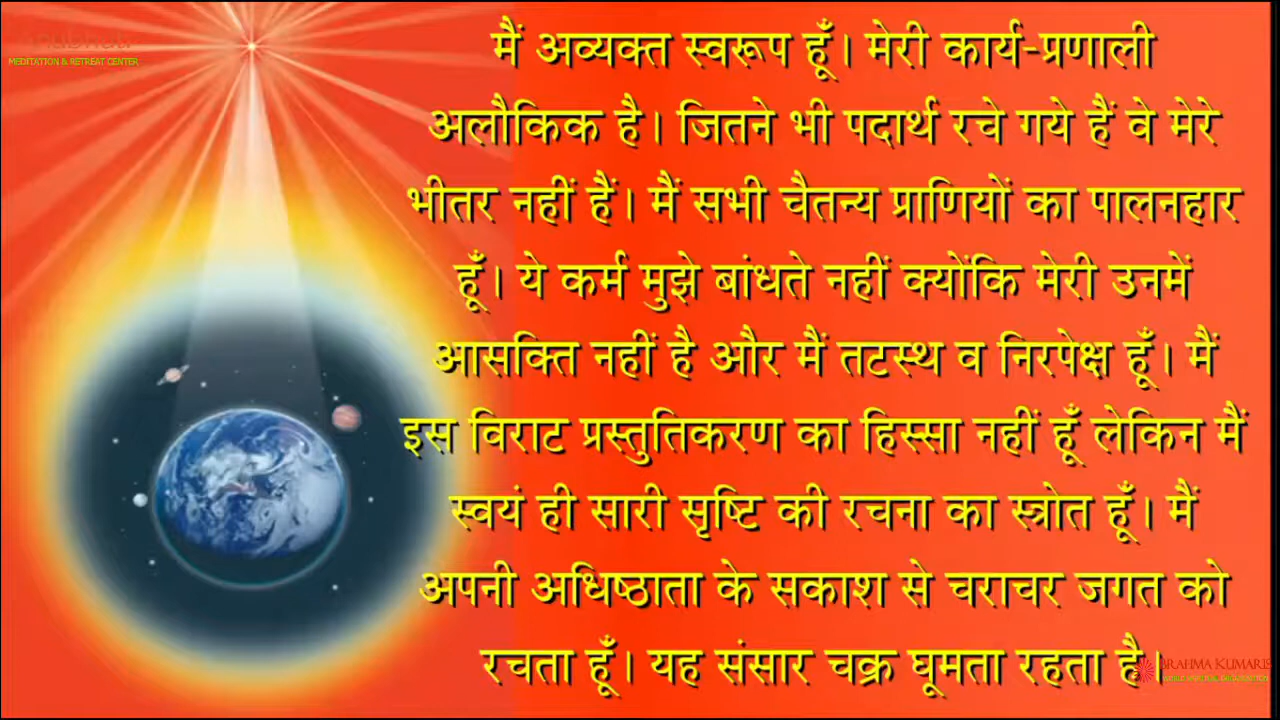 MEDITATION & RETREAT CENTER
मैं अव्यक्त स्वरूप हूँ। मेरी कार्य-प्रणाली
अलौकिक है। जितने भी पदार्थ रचे गये हैं वे मेरे
भीतर नहीं हैं। मैं सभी चैतन्य प्राणियों का पालनहार
हूँ। ये कर्म मुझे बांधते नहीं क्योंकि मेरी उनमें
आसक्ति नहीं है और मैं तटस्थ व निरपेक्ष हूँ। मैं
इस विराट प्रस्तुतिकरण का हिस्सा नहीं हूँ लेकिन मैं
स्वयं ही सारी सृष्टि की रचना का स्त्रोत हूँ। मैं
अपनी अधिष्ठाता के सकाश से चराचर जगत को
रचता हूँ। यह संसार चक्र घूमता रहता है।
BRAHMA KUMARIS